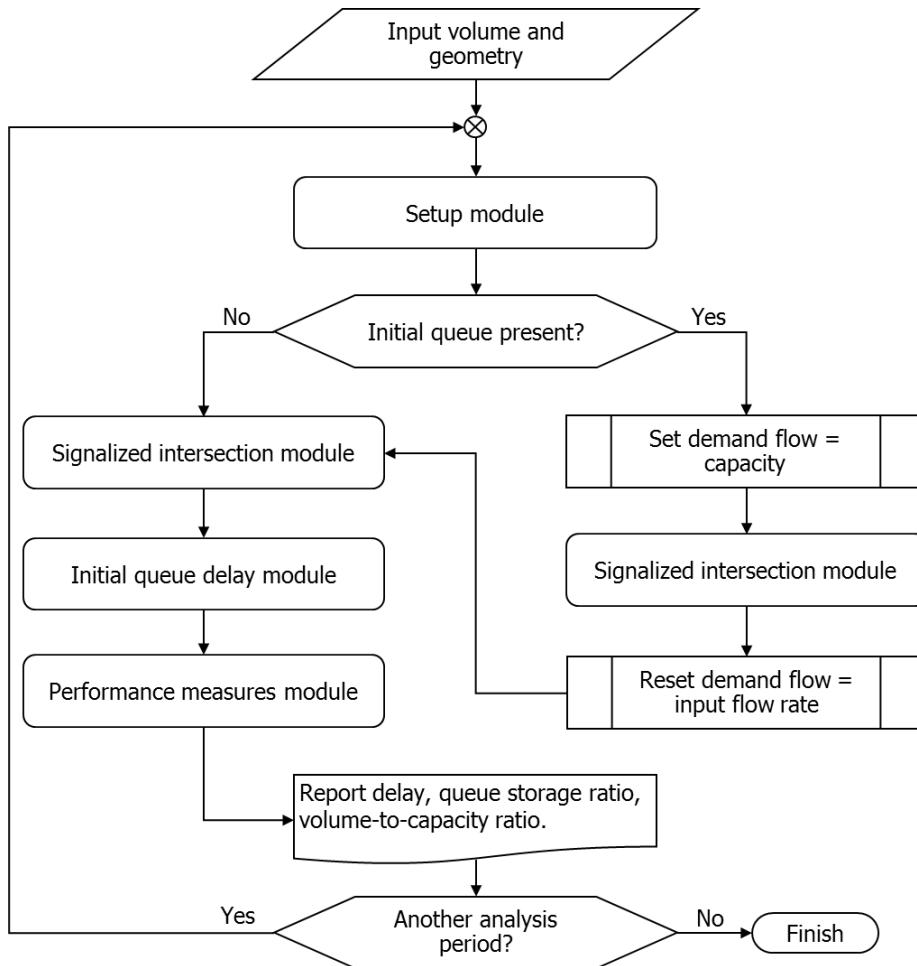 Input volume and
geometry
Setup module
No
Initial queue present?
Yes
Signalized intersection module
Set demand flow =
capacity
Initial queue delay module
Signalized intersection module
Performance measures module
Reset demand flow =
input flow rate
Report delay, queue storage ratio,
volume-to-capacity ratio.
Yes
Another analysis
period?
No
Finish